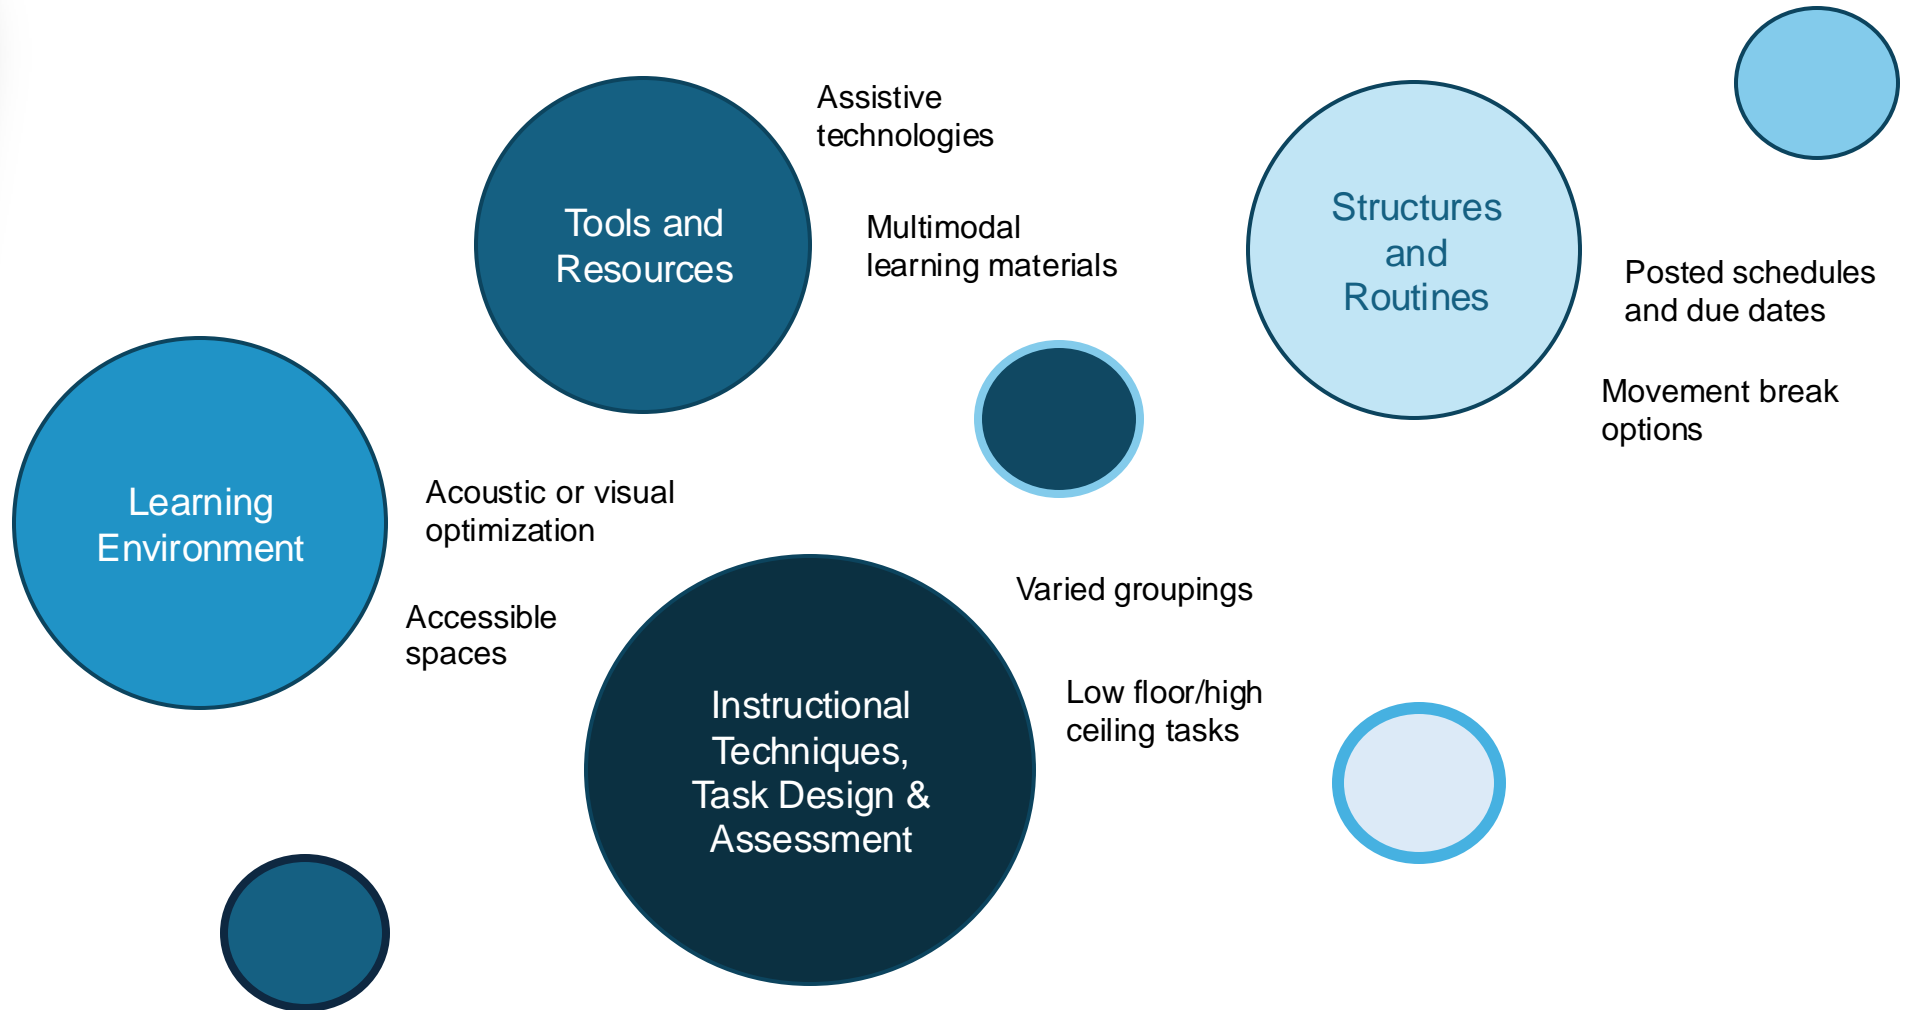 Learning
Environment
Acoustic or visual
optimization
Accessible
spaces
Tools and
Resources
Assistive
technologies
Multimodal
learning materials
Instructional
Techniques,
Task Design &
Assessment
Varied groupings
Low floor/high
ceiling tasks
Structures
and
Routines
Posted schedules
and due dates
Movement break
options